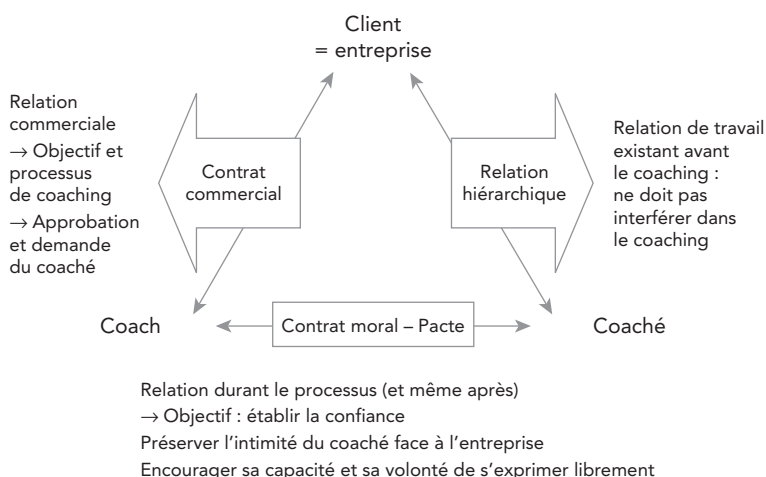 Client
= entreprise
Relation
commerciale
→ Objectif et
processus
de coaching
→ Approbation
et demande
du coaché
Contrat
commercial
Relation
hiérarchique
Relation de travail
existant avant
le coaching :
ne doit pas
interférer dans
le coaching
Coach
Contrat moral – Pacte
Coaché
Relation durant le processus (et même après)
→ Objectif : établir la confiance
Préserver l’intimité du coaché face à l’entreprise
Encourager sa capacité et sa volonté de s’exprimer librement